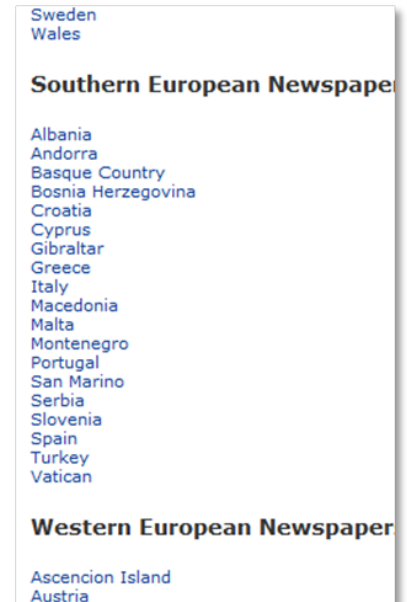 Sweden
Wales
Southern European Newspaper
Albania
Andorra
Basque Country
Bosnia Herzegovina
Croatia
Cyprus
Gibraltar
Greece
Italy
Macedonia
Malta
Montenegro
Portugal
San Marino
Serbia
Slovenia
Spain
Turkey
Vatican
Western European Newspaper
Ascencion Island
Austria